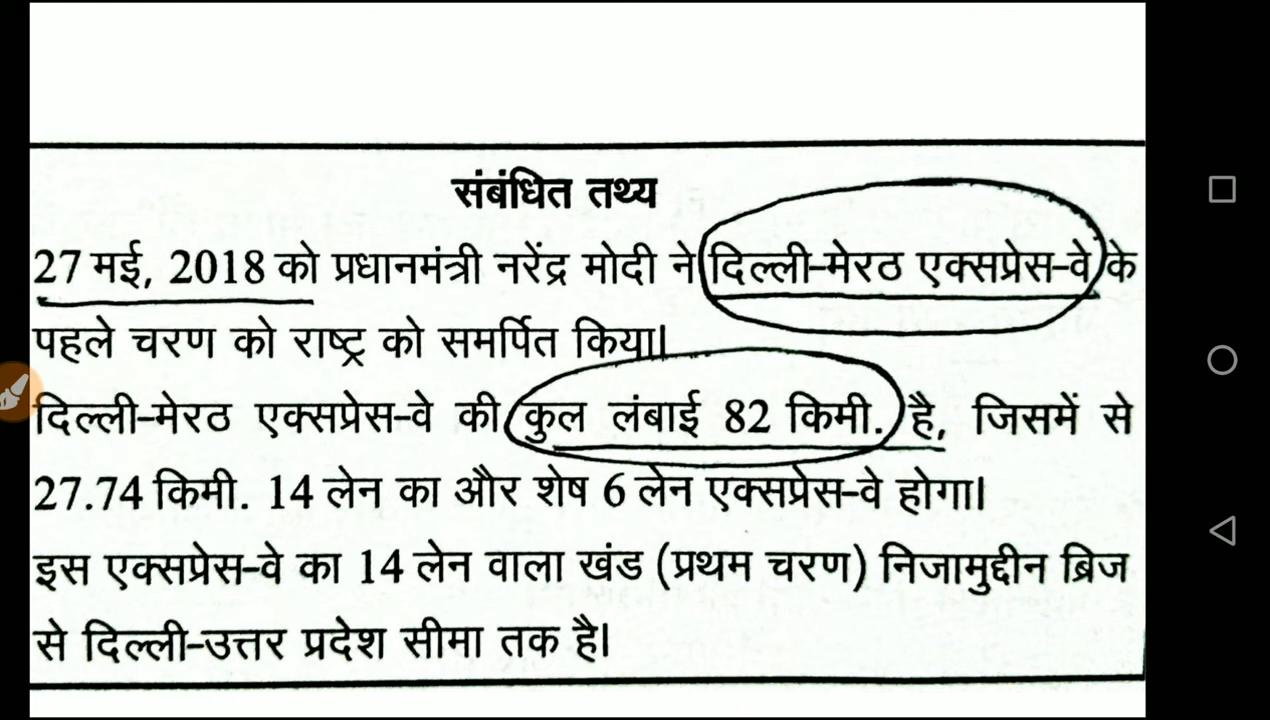 संबंधित तथ्य
27 मई, 2018 को प्रधानमंत्री नरेंद्र मोदी ने दिल्ली-मेरठ एक्सप्रेस-वे के
पहले चरण को राष्ट्र को समर्पित किया।
दिल्ली-मेरठ एक्सप्रेस-वे की कुल लंबाई 82 किमी. है, जिसमें से
27.74 किमी. 14 लेन का और शेष 6 लेन एक्सप्रेस-वे होगा।
इस एक्सप्रेस-वे का 14 लेन वाला खंड (प्रथम चरण) निजामुद्दीन ब्रिज
से दिल्ली-उत्तर प्रदेश सीमा तक है।